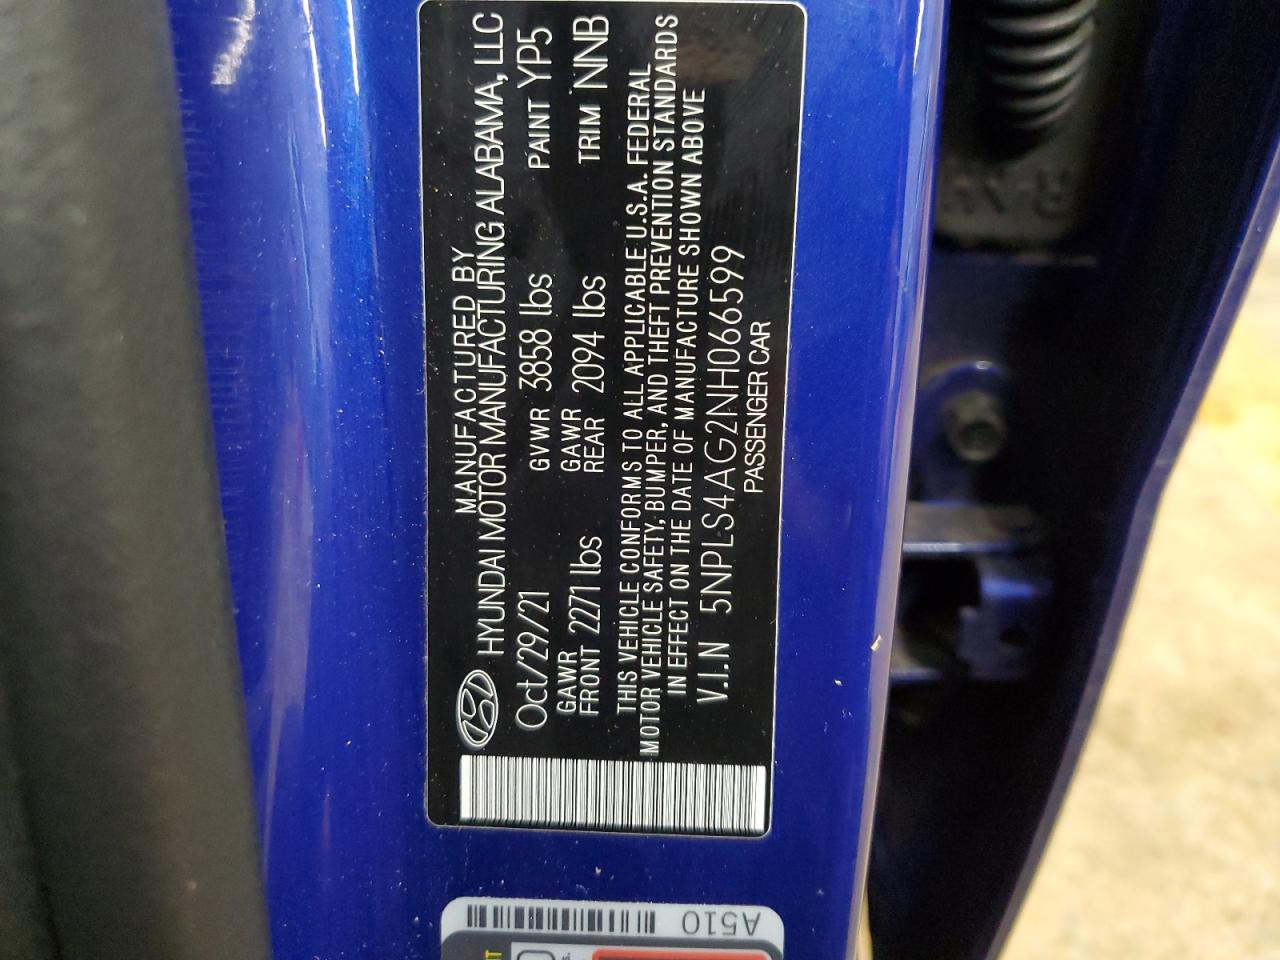 MANUFACTURED BY
HYUNDAI MOTOR MANUFACTURING ALABAMA, LLC
Oct/29/21 GVWR 3858 lbs PAINT YP5
GAWR FRONT 2271 lbs GAWR REAR 2094 lbs TRIM NNB
THIS VEHICLE CONFORMS TO ALL APPLICABLE U.S.A. FEDERAL
MOTOR VEHICLE SAFETY, BUMPER, AND THEFT PREVENTION STANDARDS
IN EFFECT ON THE DATE OF MANUFACTURE SHOWN ABOVE
V.I.N 5NPLS4AG2NH066599
PASSENGER CAR
A510